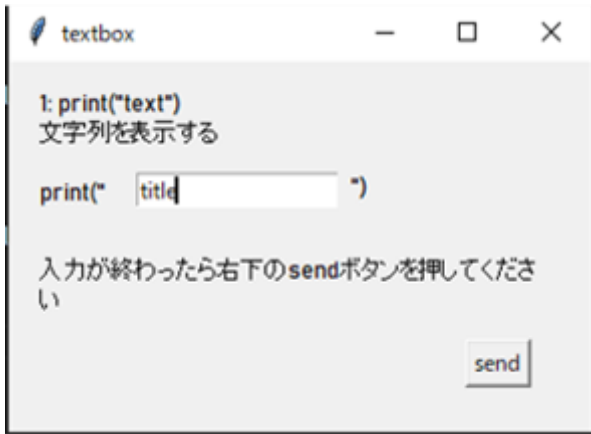 textbox
1: print("text")
文字列を表示する
print(" title ")
入力が終わったら右下のsendボタンを押してくださ
い
send